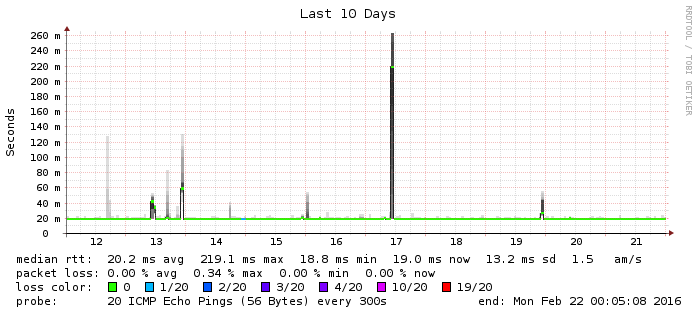 Last 10 Days
RRDTOOL / TOBI OETIKER
Seconds
260 m
240 m
220 m
200 m
180 m
160 m
140 m
120 m
100 m
80 m
60 m
40 m
20 m
0
12 13 14 15 16 17 18 19 20 21
median rtt: 20.2 ms avg 219.1 ms max 18.8 ms min 19.0 ms now 13.2 ms sd 1.5 am/s
packet loss: 0.00 % avg 0.34 % max 0.00 % min 0.00 % now
loss color: 0 1/20 2/20 3/20 4/20 10/20 19/20
probe: 20 ICMP Echo Pings (56 Bytes) every 300s end: Mon Feb 22 00:05:08 2016